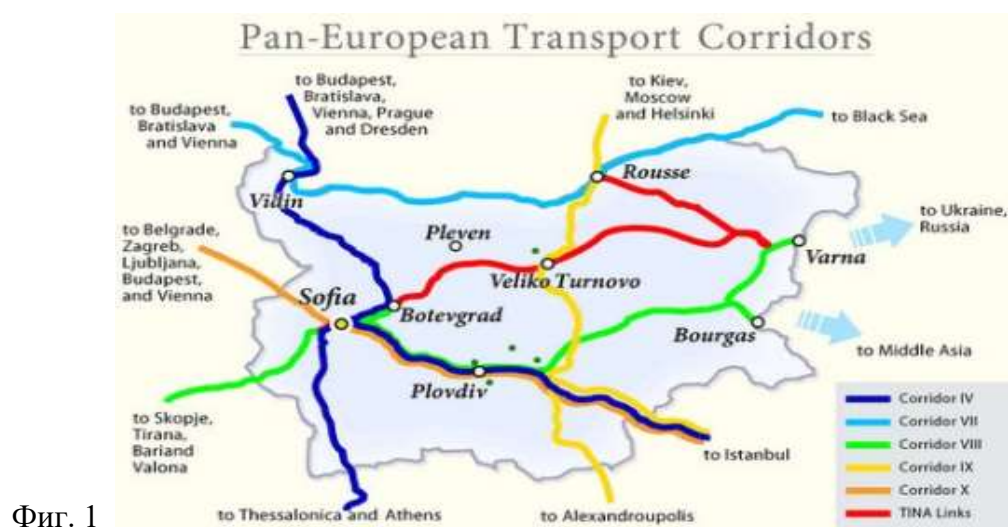 Pan-European Transport Corridors
to Budapest,
Bratislava,
Vienna, Prague
and Dresden
to Budapest,
Bratislava
and Vienna
to Kiev,
Moscow
and Helsinki
to Black Sea
Rousse
Vidin
to Ukraine,
Russia
Pleven
to Belgrade,
Zagreb,
Ljubljana,
Budapest,
and Vienna
Varna
Veliko Turnovo
Sofia
Botevgrad
Bourgas
to Middle Asia
Plovdiv
to Skopje,
Tirana,
Bariand
Valona
to Istanbul
Corridor IV
Corridor VII
Corridor VIII
Corridor IX
Corridor X
TINA Links
to Thessalonica and Athens
to Alexandroupolis
Фиг. 1